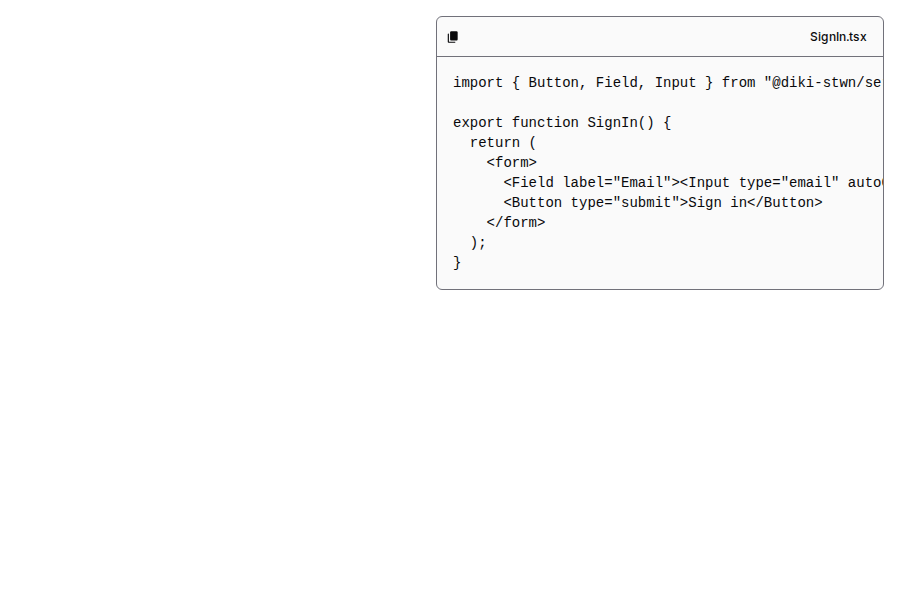 SignIn.tsx
import { Button, Field, Input } from "@diki-stwn/se

export function SignIn() {
  return (
    <form>
      <Field label="Email"><Input type="email" auto
      <Button type="submit">Sign in</Button>
    </form>
  );
}